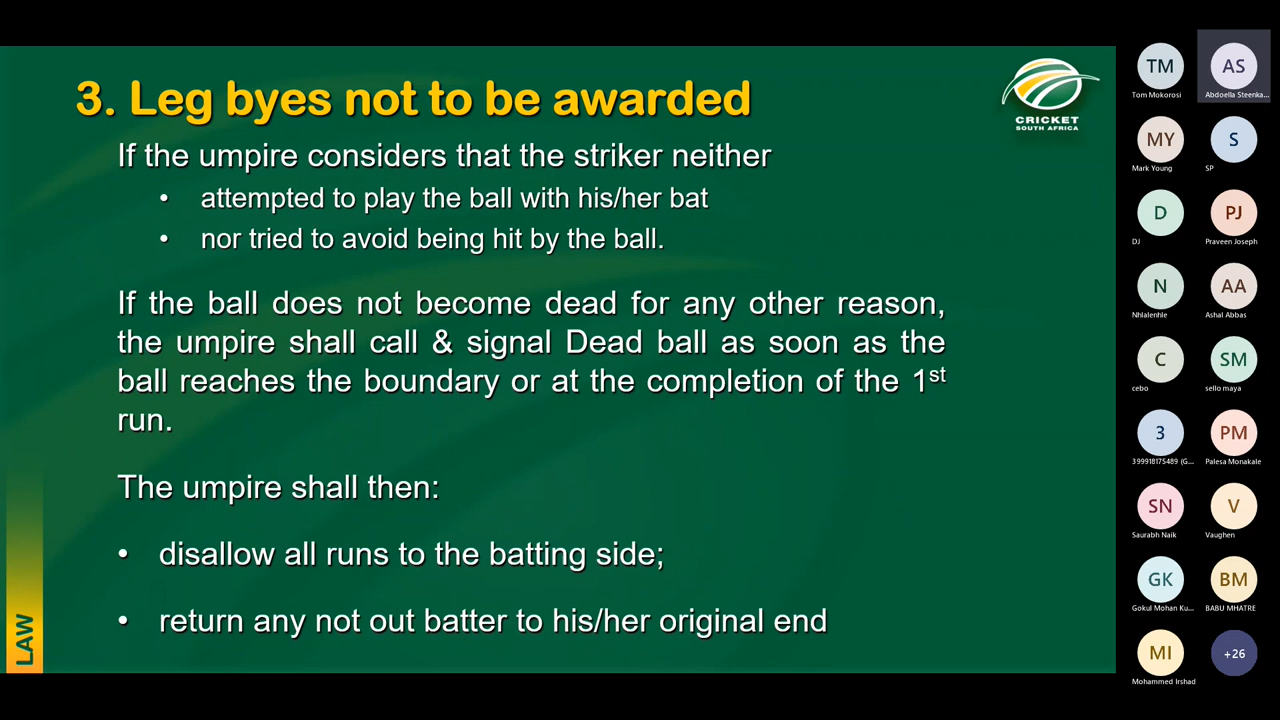 3. Leg byes not to be awarded
CRICKET
SOUTH AFRICA
If the umpire considers that the striker neither
• attempted to play the ball with his/her bat
• nor tried to avoid being hit by the ball.
If the ball does not become dead for any other reason,
the umpire shall call & signal Dead ball as soon as the
ball reaches the boundary or at the completion of the 1st
run.
The umpire shall then:
• disallow all runs to the batting side;
• return any not out batter to his/her original end
LAW
TM
Tom Mokorosi
AS
Abdoella Steenka...
MY
Mark Young
S
SP
D
DJ
PJ
Praveen Joseph
N
Nhlalenhle
AA
Ashal Abbas
C
cebo
SM
sello maya
3
399918175489 (G...
PM
Palesa Monakale
SN
Saurabh Naik
V
Vaughen
GK
Gokul Mohan Ku...
BM
BABU MHATRE
MI
Mohammed Irshad
+26